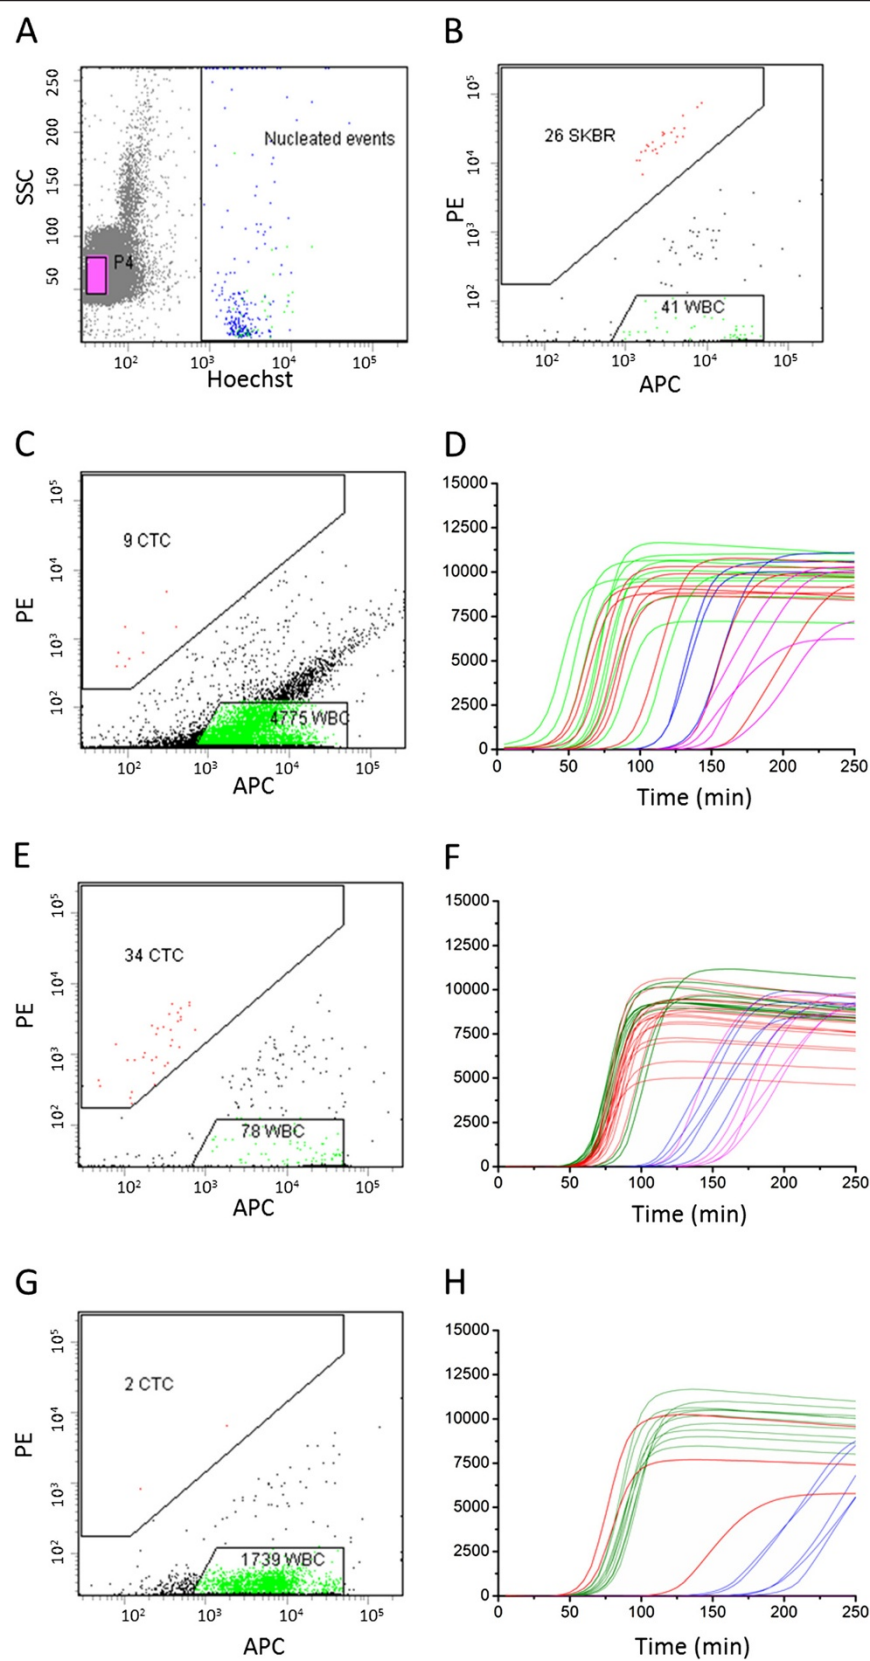 A
SSC
250
200
150
100
50
Nucleated events
P4
10²
10³
10⁴
10⁵
Hoechst
B
PE
10⁵
10⁴
10³
10²
26 SKBR
41 WBC
10²
10³
10⁴
10⁵
APC
C
PE
10⁵
10⁴
10³
10²
9 CTC
4775 WBC
10²
10³
10⁴
10⁵
APC
D
15000
12500
10000
7500
5000
2500
0
0
50
100
150
200
250
Time (min)
E
PE
10⁵
10⁴
10³
10²
34 CTC
78 WBC
10²
10³
10⁴
10⁵
APC
F
15000
12500
10000
7500
5000
2500
0
0
50
100
150
200
250
Time (min)
G
PE
10⁵
10⁴
10³
10²
2 CTC
1739 WBC
10²
10³
10⁴
10⁵
APC
H
15000
12500
10000
7500
5000
2500
0
0
50
100
150
200
250
Time (min)